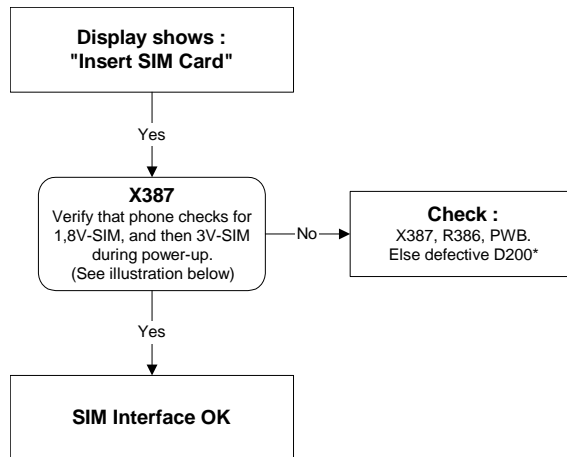 Display shows :
"Insert SIM Card"
Yes
X387
Verify that phone checks for
1,8V-SIM, and then 3V-SIM
during power-up.
(See illustration below)
No
Check :
X387, R386, PWB.
Else defective D200*
Yes
SIM Interface OK